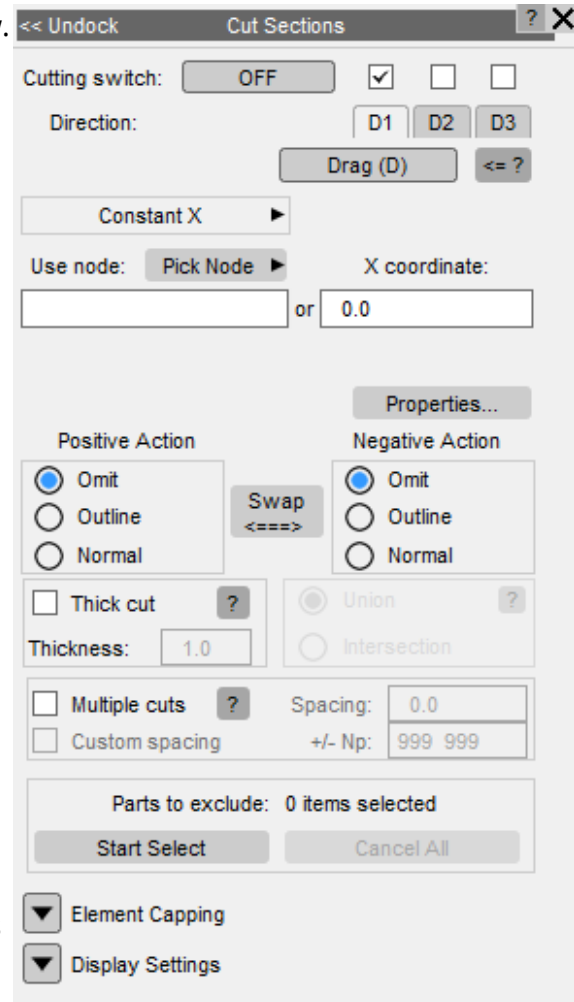 << Undock Cut Sections ?
Cutting switch: OFF
Direction: D1 D2 D3
Drag (D) <= ?
Constant X
Use node: Pick Node X coordinate:
or 0.0
Properties...
Positive Action Negative Action
Omit Omit
Outline Swap Outline
<===>
Normal Normal
Thick cut ? Union ?
Thickness: 1.0 Intersection
Multiple cuts ? Spacing: 0.0
Custom spacing +/- Np: 999 999
Parts to exclude: 0 items selected
Start Select Cancel All
Element Capping
Display Settings